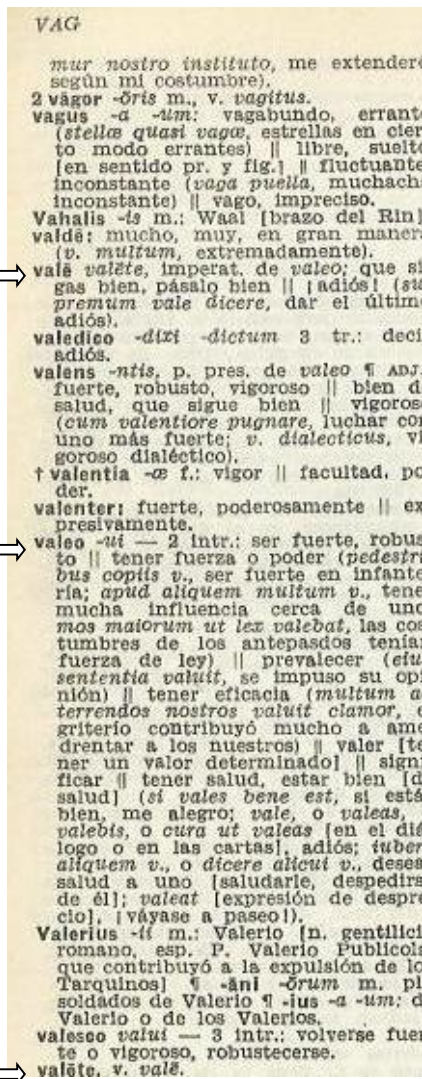 VAG
mur nostro instituto, me extenderé
según mi costumbre).
2 vāgor -ōris m., v. vagitus.
vagus -a -um: vagabundo, errante
(stellæ quasi vagæ, estrellas en cier-
to modo errantes) || libre, suelto
[en sentido pr. y fig.] || fluctuante,
inconstante (vaga puella, muchacha
inconstante) || vago, impreciso.
Vahalis -is m.: Waal [brazo del Rin]
valdē: mucho, muy, en gran manera
(v. multum, extremadamente).
valē valēte, imperat. de valeo; que si-
gas bien, pásalo bien || ¡adiós! (su-
premum vale dicere, dar el último
adiós).
valedico -dixi -dictum 3 tr.: deci
adiós.
valens -ntis, p. pres. de valeo ¶ ADJ.
fuerte, robusto, vigoroso || bien de
salud, que sigue bien || vigoroso
(cum valentiore pugnare, luchar con
uno más fuerte; v. dialecticus, vi-
goroso dialéctico).
† valentia -æ f.: vigor || facultad, po-
der.
valenter: fuerte, poderosamente || ex-
presivamente.
valeo -ui — 2 intr.: ser fuerte, robus-
to || tener fuerza o poder (pedestri-
bus copiis v., ser fuerte en infante-
ría; apud aliquem multum v., tener
mucha influencia cerca de uno
mos maiorum ut lex valebat, las cos-
tumbres de los antepasados tenían
fuerza de ley) || prevalecer (eius
sententia valuit, se impuso su opi-
nión) || tener eficacia (multum a
terrendos nostros valuit clamor, e
griterío contribuyó mucho a ame-
drentar a los nuestros) || valer [te-
ner un valor determinado] || signi-
ficar || tener salud, estar bien [de
salud] (si vales bene est, si está
bien, me alegro; vale, o valeas,
valebis, o cura ut valeas [en el diá-
logo o en las cartas], adiós; iuber
aliquem v., o dicere alicui v., desea
salud a uno [saludarle, despedirse
de él]; valeat [expresión de despre-
cio], ¡váyase a paseo!).
Valerius -ii m.: Valerio [n. gentilici
romano, esp. P. Valerio Publicola
que contribuyó a la expulsión de lo
Tarquinos] ¶ -āni -ōrum m. pl
soldados de Valerio ¶ -ius -a -um: d
Valerio o de los Valerios.
valesco valui — 3 intr.: volverse fuer-
te o vigoroso, robustecerse.
valēte, v. valē.